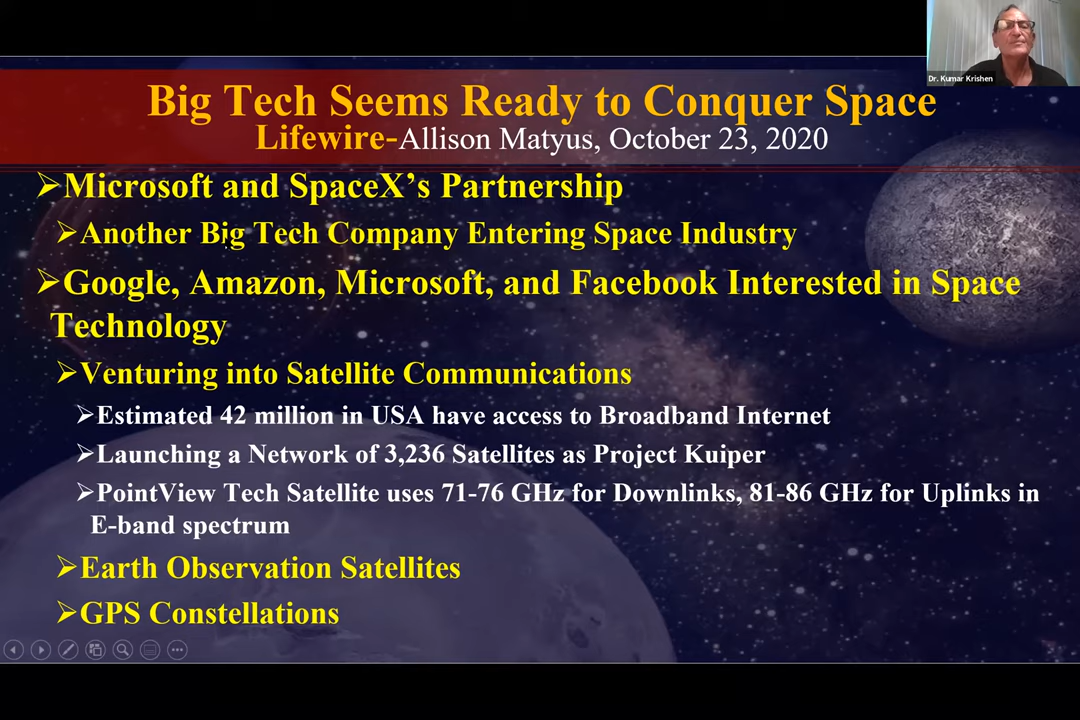 Dr. Kumar Krishen
Big Tech Seems Ready to Conquer Space
Lifewire-Allison Matyus, October 23, 2020
➢Microsoft and SpaceX’s Partnership
➢Another Big Tech Company Entering Space Industry
➢Google, Amazon, Microsoft, and Facebook Interested in Space
Technology
➢Venturing into Satellite Communications
➢Estimated 42 million in USA have access to Broadband Internet
➢Launching a Network of 3,236 Satellites as Project Kuiper
➢PointView Tech Satellite uses 71-76 GHz for Downlinks, 81-86 GHz for Uplinks in
E-band spectrum
➢Earth Observation Satellites
➢GPS Constellations